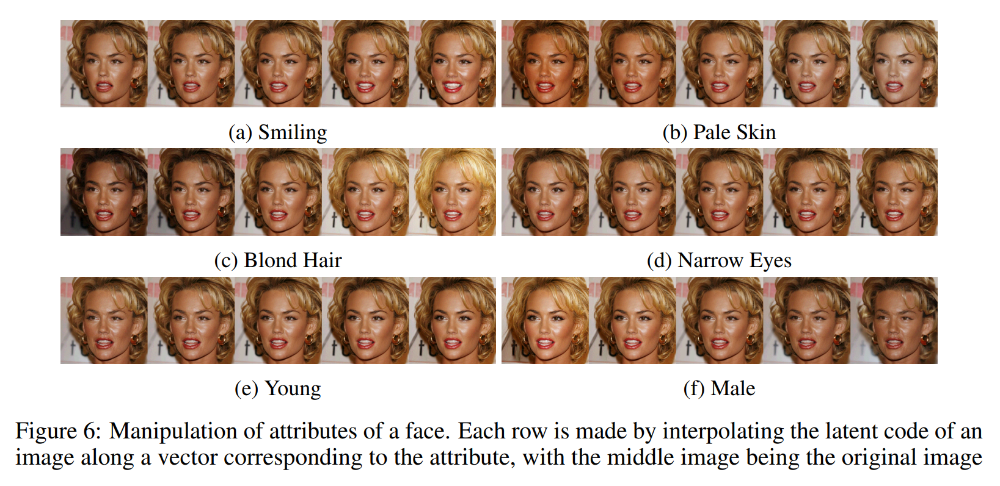 (a) Smiling
(b) Pale Skin
(c) Blond Hair
(d) Narrow Eyes
(e) Young
(f) Male
Figure 6: Manipulation of attributes of a face. Each row is made by interpolating the latent code of an
image along a vector corresponding to the attribute, with the middle image being the original image